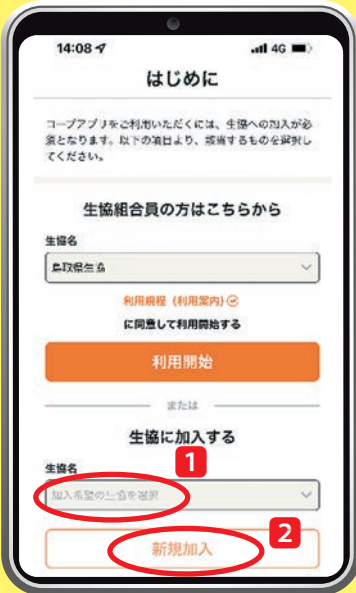 14:08 4G
はじめに
コープアプリをご利用いただくには、生協への加入が必
須となります。以下の項目より、該当するものを選択し
てください。
生協組合員の方はこちらから
生協名
鳥取県生協
利用規程（利用案内）
に同意して利用開始する
利用開始
または
生協に加入する
1
生協名
加入希望の生協を選択
2
新規加入